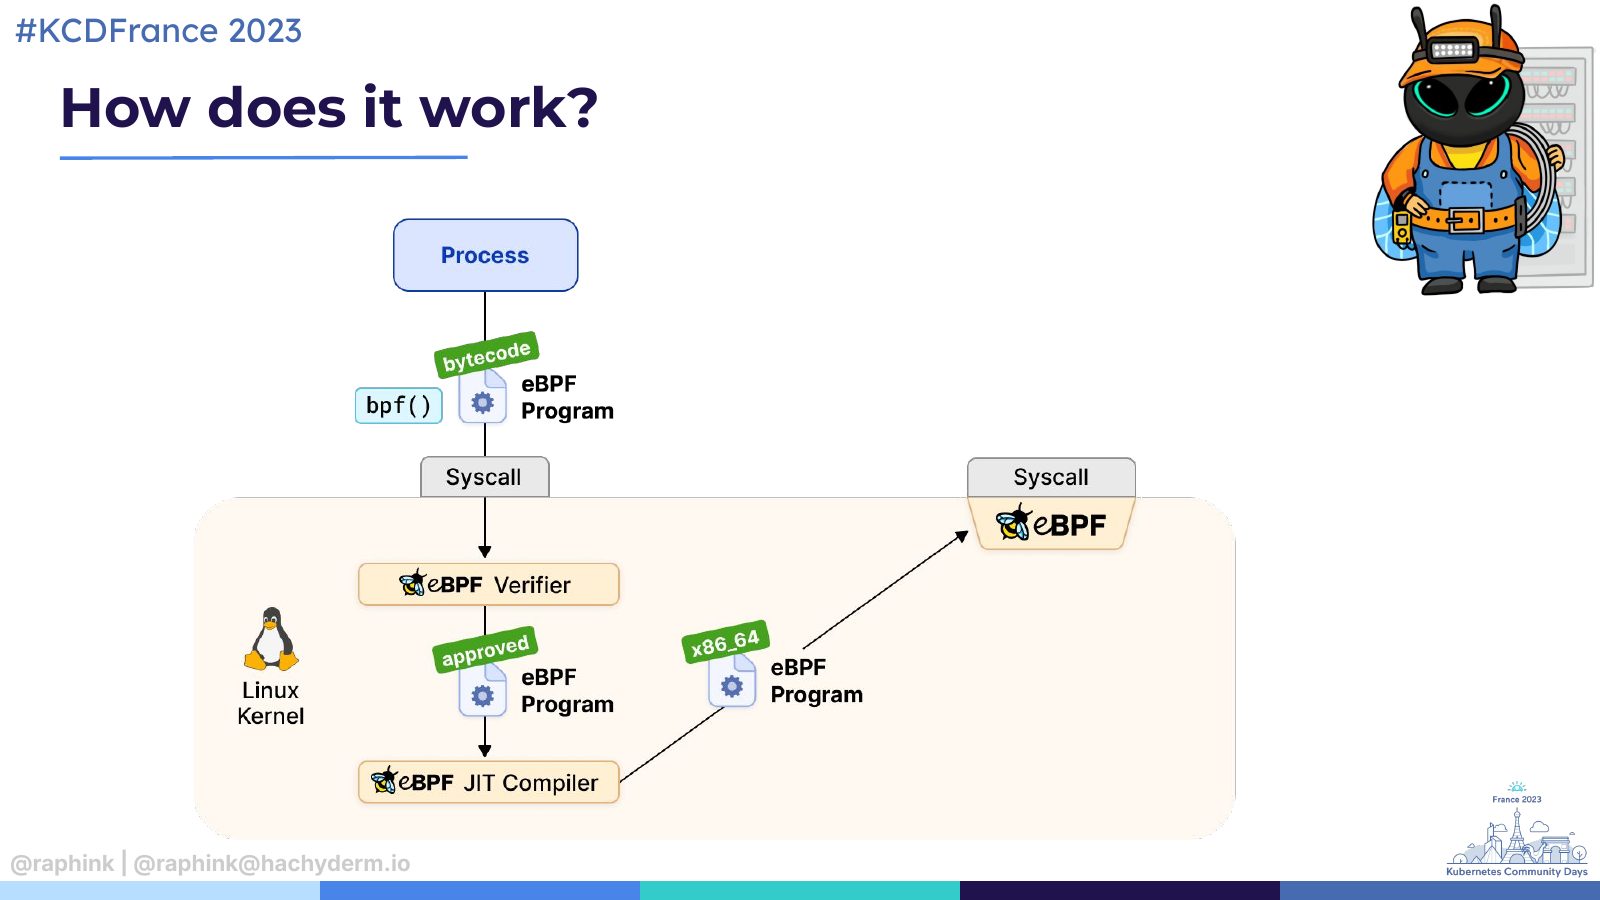 #KCDFrance 2023
How does it work?
Process
bytecode
eBPF
Program
bpf()
Syscall
Syscall
eBPF
eBPF Verifier
approved
eBPF
Program
x86_64
eBPF
Program
Linux
Kernel
eBPF JIT Compiler
France 2023
Kubernetes Community Days
@raphink | @raphink@hachyderm.io